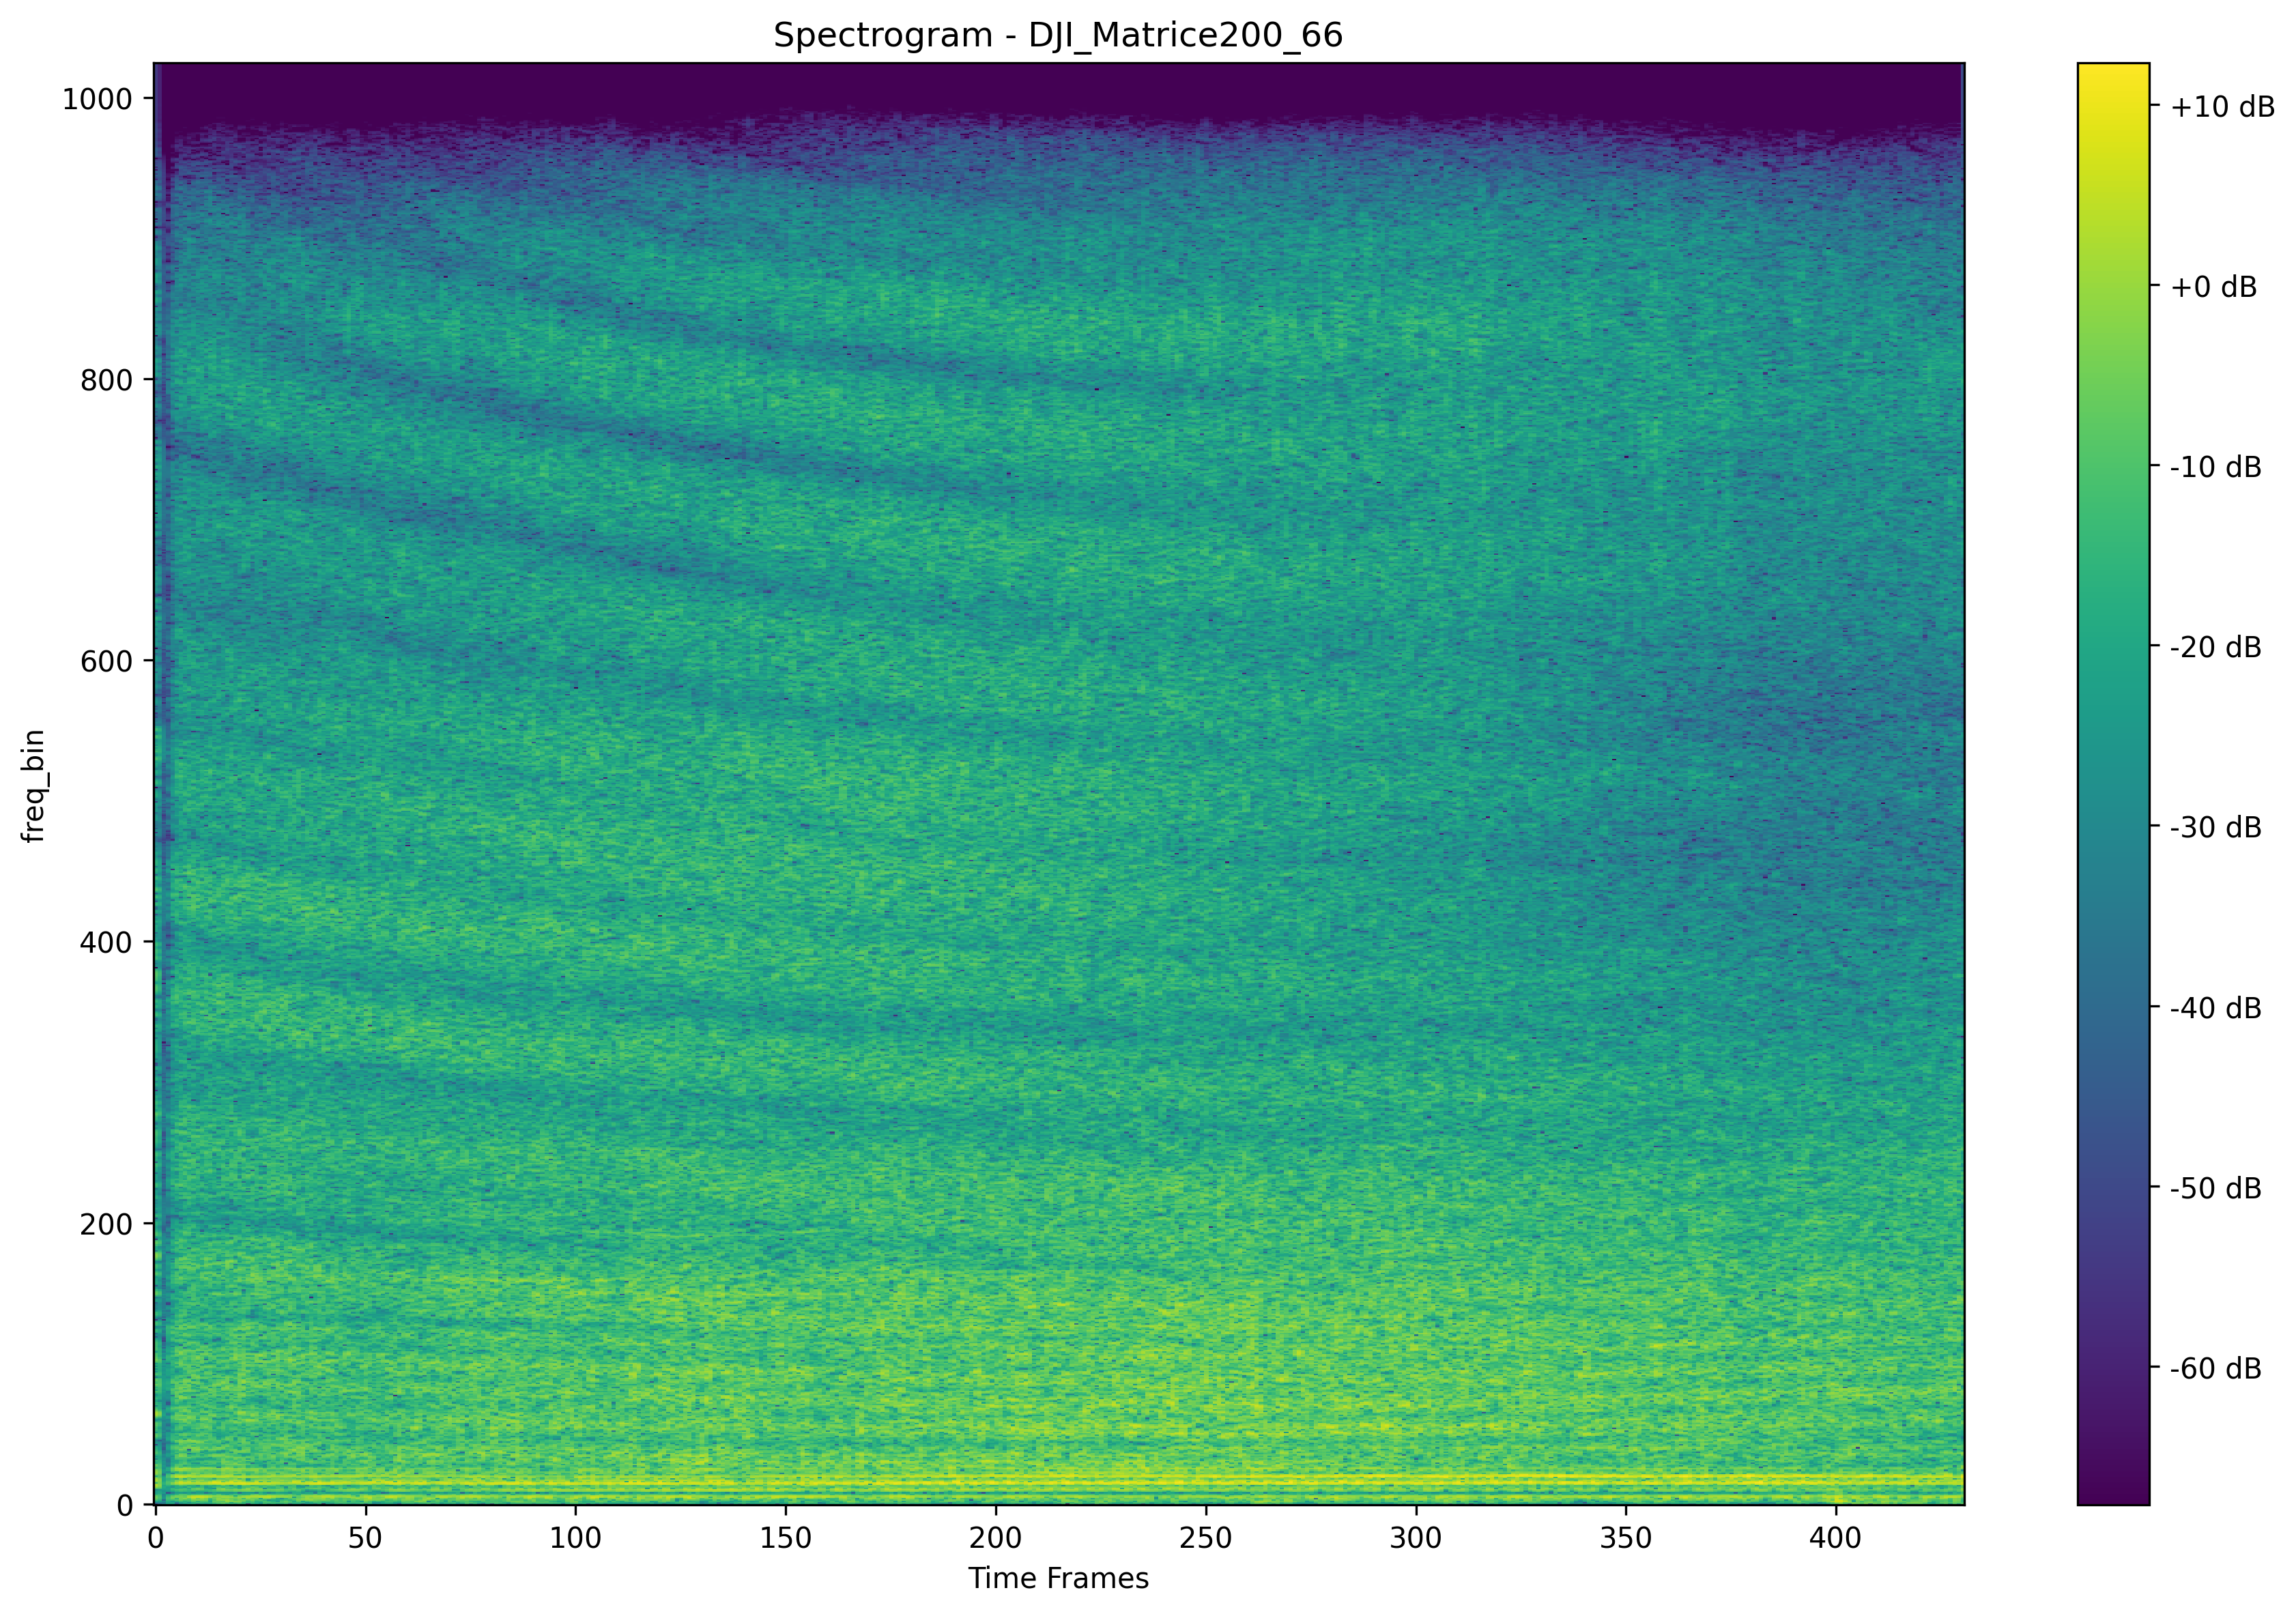 Spectrogram - DJI_Matrice200_66
freq_bin
1000
800
600
400
200
0
0 50 100 150 200 250 300 350 400
Time Frames
+10 dB
+0 dB
-10 dB
-20 dB
-30 dB
-40 dB
-50 dB
-60 dB